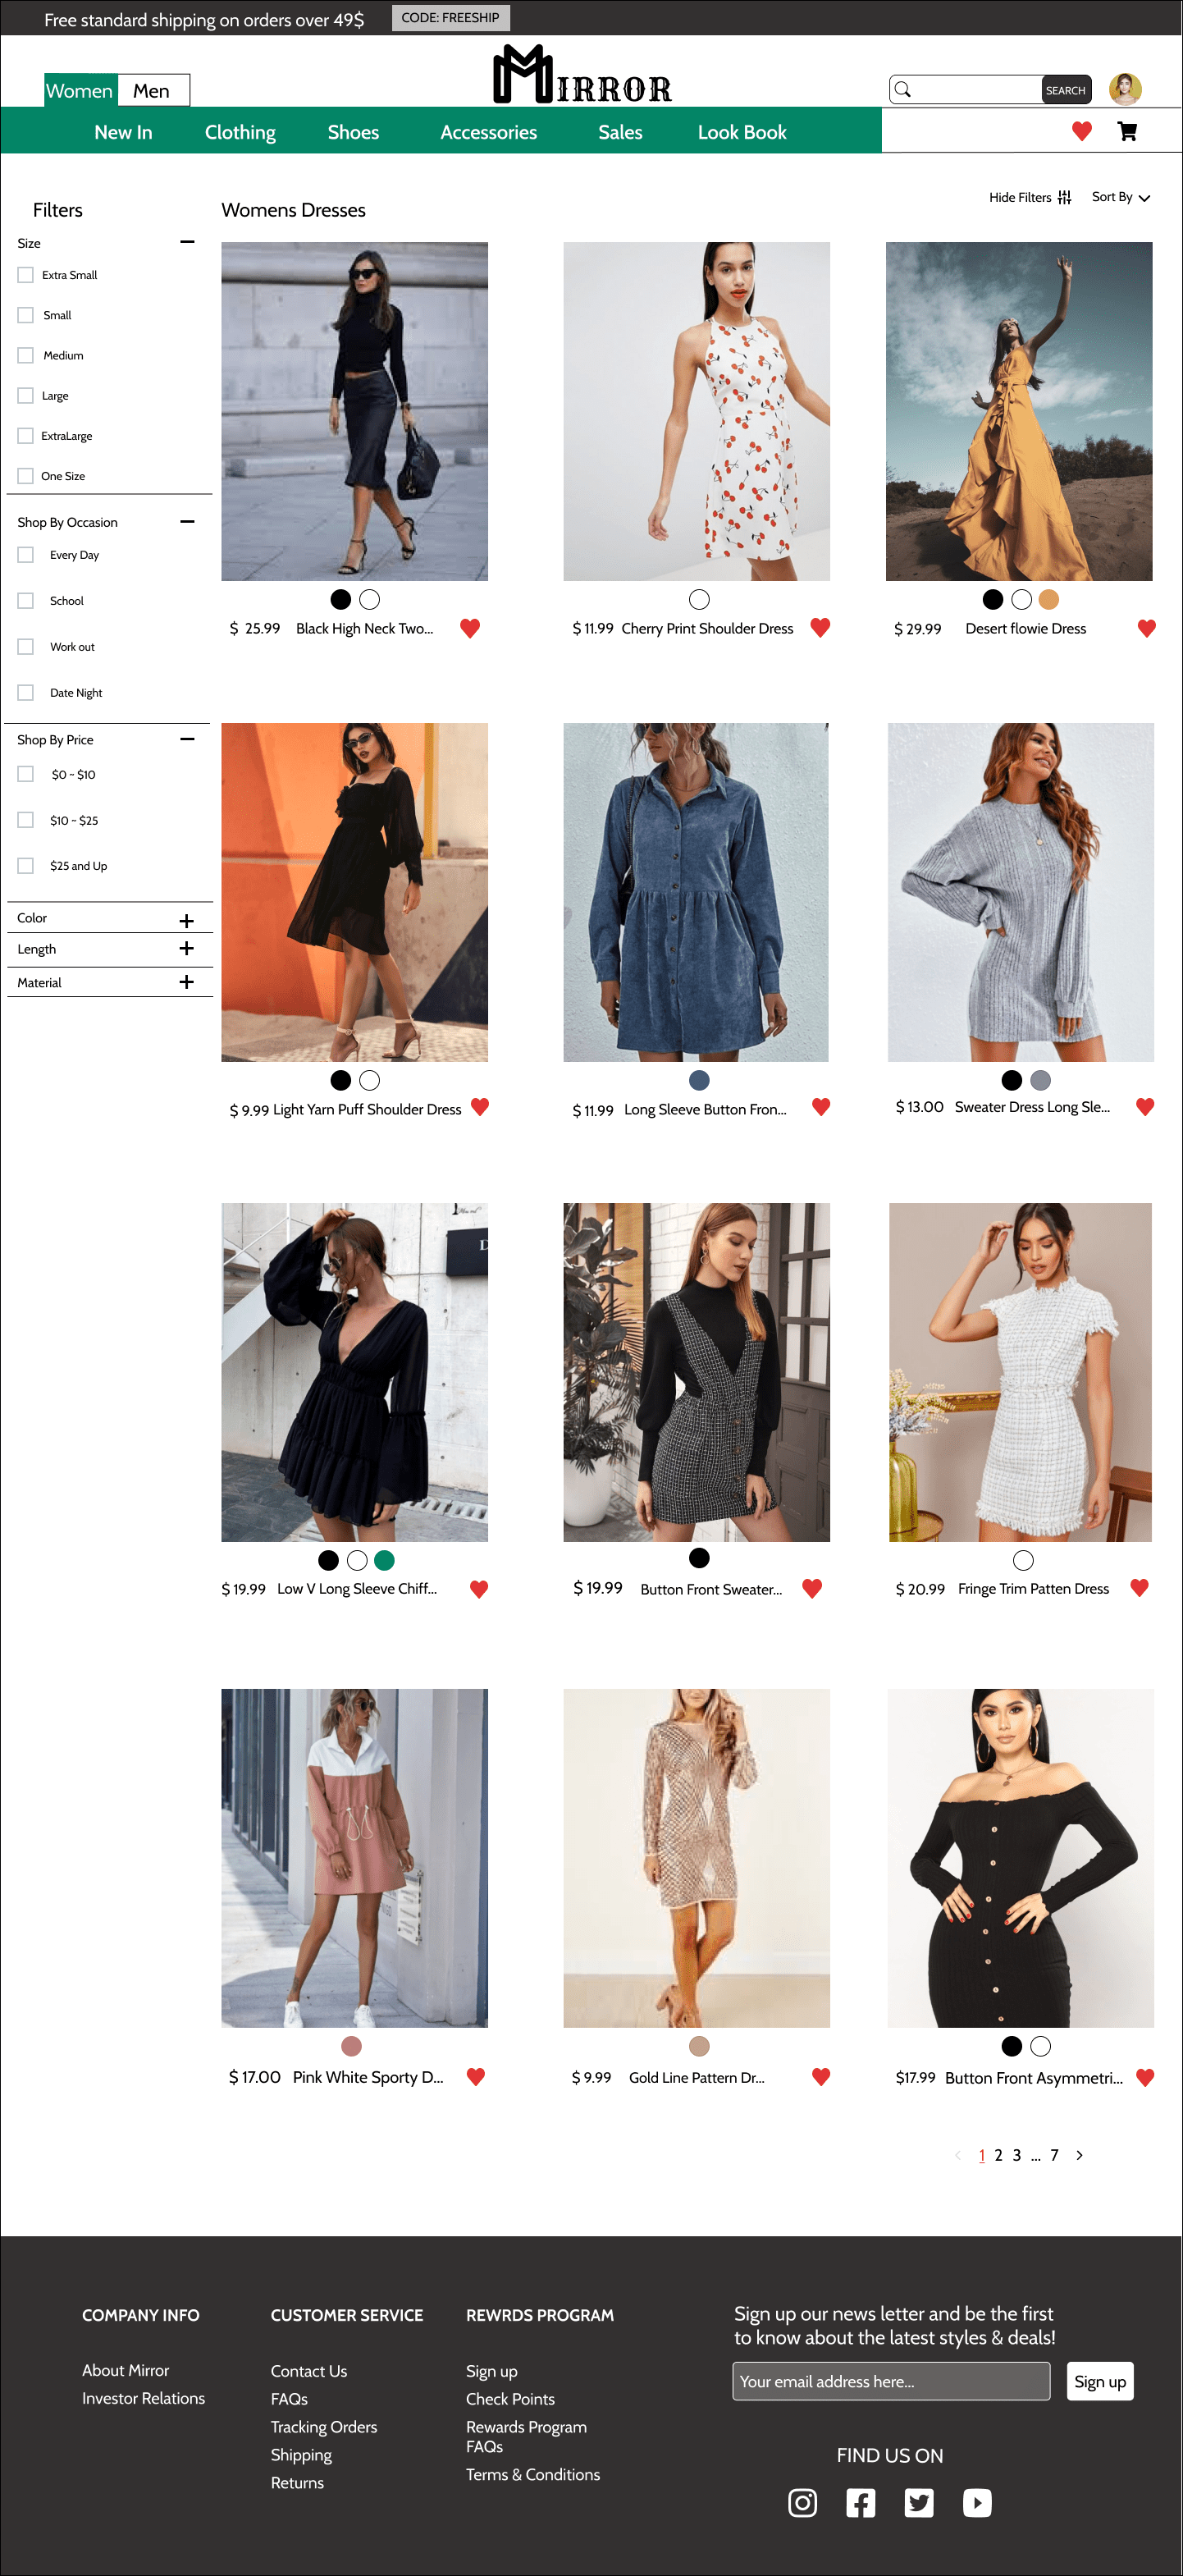 Free standard shipping on orders over 49$
CODE: FREESHIP
Women
Men
MIRROR
SEARCH
New In
Clothing
Shoes
Accessories
Sales
Look Book
Filters
Womens Dresses
Hide Filters
Sort By
Size
Extra Small
Small
Medium
Large
ExtraLarge
One Size
Shop By Occasion
Every Day
School
Work out
Date Night
Shop By Price
$0 ~ $10
$10 ~ $25
$25 and Up
Color
Length
Material
$ 25.99 Black High Neck Two...
$ 11.99 Cherry Print Shoulder Dress
$ 29.99 Desert flowie Dress
$ 9.99 Light Yarn Puff Shoulder Dress
$ 11.99 Long Sleeve Button Fron...
$ 13.00 Sweater Dress Long Sle...
$ 19.99 Low V Long Sleeve Chiff...
$ 19.99 Button Front Sweater...
$ 20.99 Fringe Trim Patten Dress
$ 17.00 Pink White Sporty D...
$ 9.99 Gold Line Pattern Dr...
$17.99 Button Front Asymmetri...
1 2 3 ... 7
COMPANY INFO
About Mirror
Investor Relations
CUSTOMER SERVICE
Contact Us
FAQs
Tracking Orders
Shipping
Returns
REWRDS PROGRAM
Sign up
Check Points
Rewards Program
FAQs
Terms & Conditions
Sign up our news letter and be the first
to know about the latest styles & deals!
Your email address here...
Sign up
FIND US ON